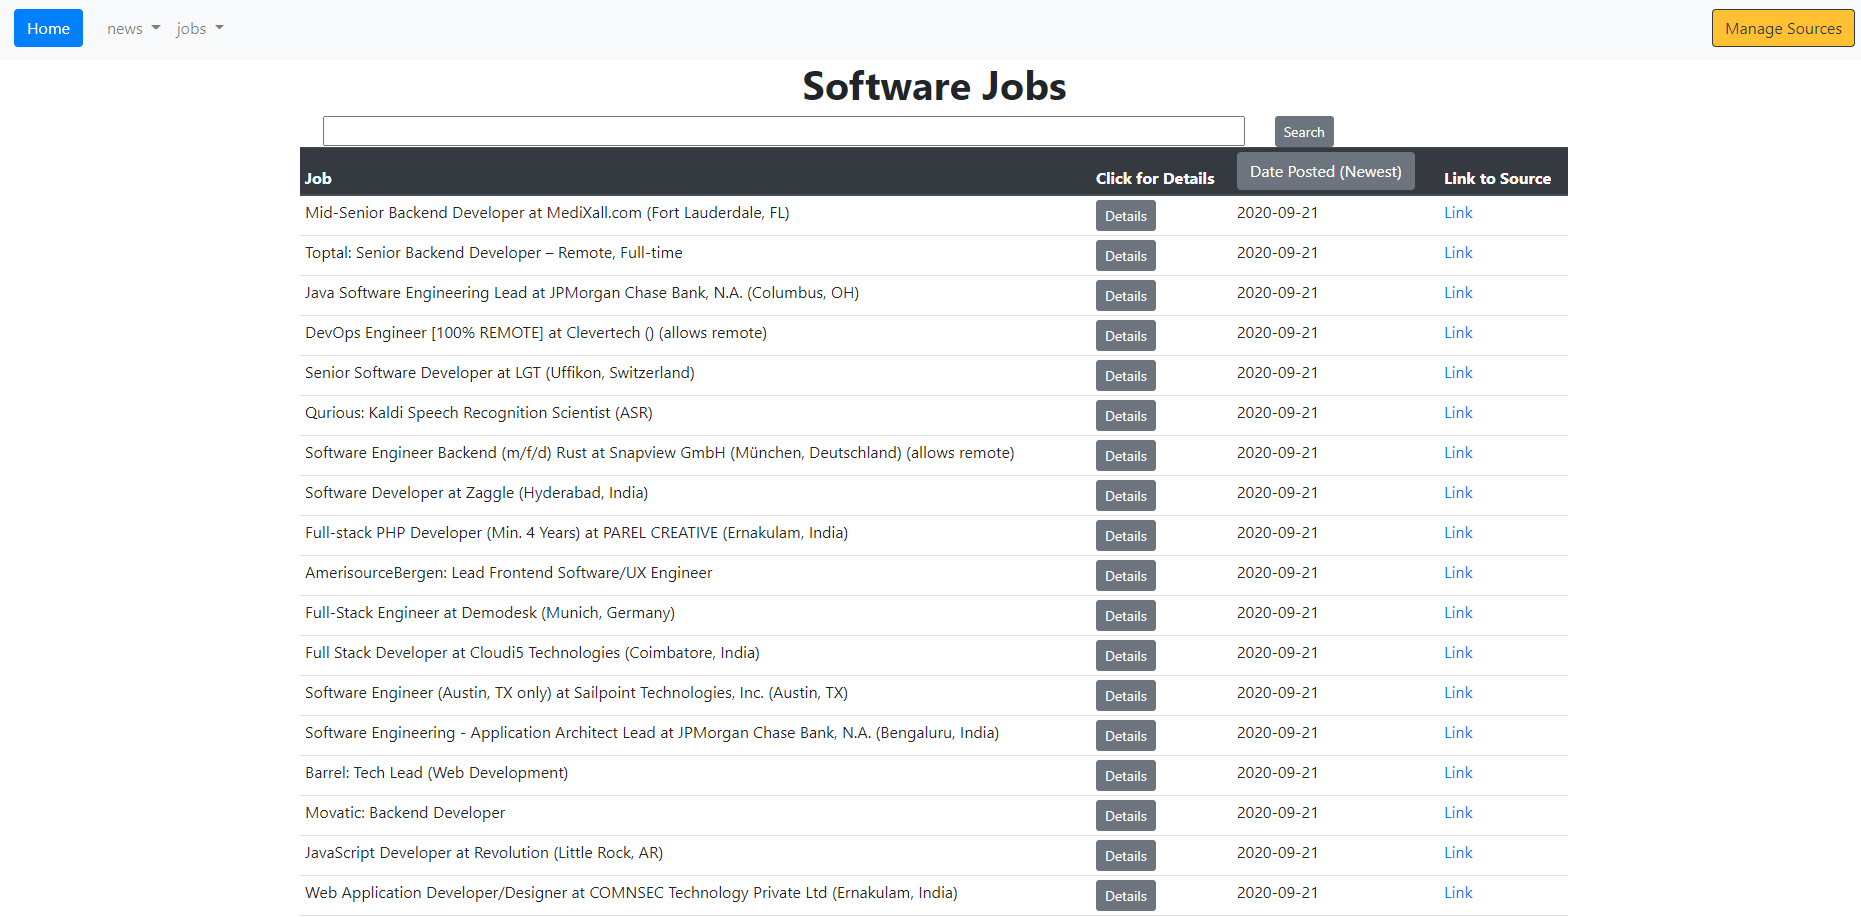 Home news jobs Manage Sources
Software Jobs
Search
Job Click for Details Date Posted (Newest) Link to Source
Mid-Senior Backend Developer at MediXall.com (Fort Lauderdale, FL) Details 2020-09-21 Link
Toptal: Senior Backend Developer – Remote, Full-time Details 2020-09-21 Link
Java Software Engineering Lead at JPMorgan Chase Bank, N.A. (Columbus, OH) Details 2020-09-21 Link
DevOps Engineer [100% REMOTE] at Clevertech () (allows remote) Details 2020-09-21 Link
Senior Software Developer at LGT (Uffikon, Switzerland) Details 2020-09-21 Link
Qurious: Kaldi Speech Recognition Scientist (ASR) Details 2020-09-21 Link
Software Engineer Backend (m/f/d) Rust at Snapview GmbH (München, Deutschland) (allows remote) Details 2020-09-21 Link
Software Developer at Zaggle (Hyderabad, India) Details 2020-09-21 Link
Full-stack PHP Developer (Min. 4 Years) at PAREL CREATIVE (Ernakulam, India) Details 2020-09-21 Link
AmerisourceBergen: Lead Frontend Software/UX Engineer Details 2020-09-21 Link
Full-Stack Engineer at Demodesk (Munich, Germany) Details 2020-09-21 Link
Full Stack Developer at Cloudi5 Technologies (Coimbatore, India) Details 2020-09-21 Link
Software Engineer (Austin, TX only) at Sailpoint Technologies, Inc. (Austin, TX) Details 2020-09-21 Link
Software Engineering - Application Architect Lead at JPMorgan Chase Bank, N.A. (Bengaluru, India) Details 2020-09-21 Link
Barrel: Tech Lead (Web Development) Details 2020-09-21 Link
Movatic: Backend Developer Details 2020-09-21 Link
JavaScript Developer at Revolution (Little Rock, AR) Details 2020-09-21 Link
Web Application Developer/Designer at COMNSEC Technology Private Ltd (Ernakulam, India) Details 2020-09-21 Link